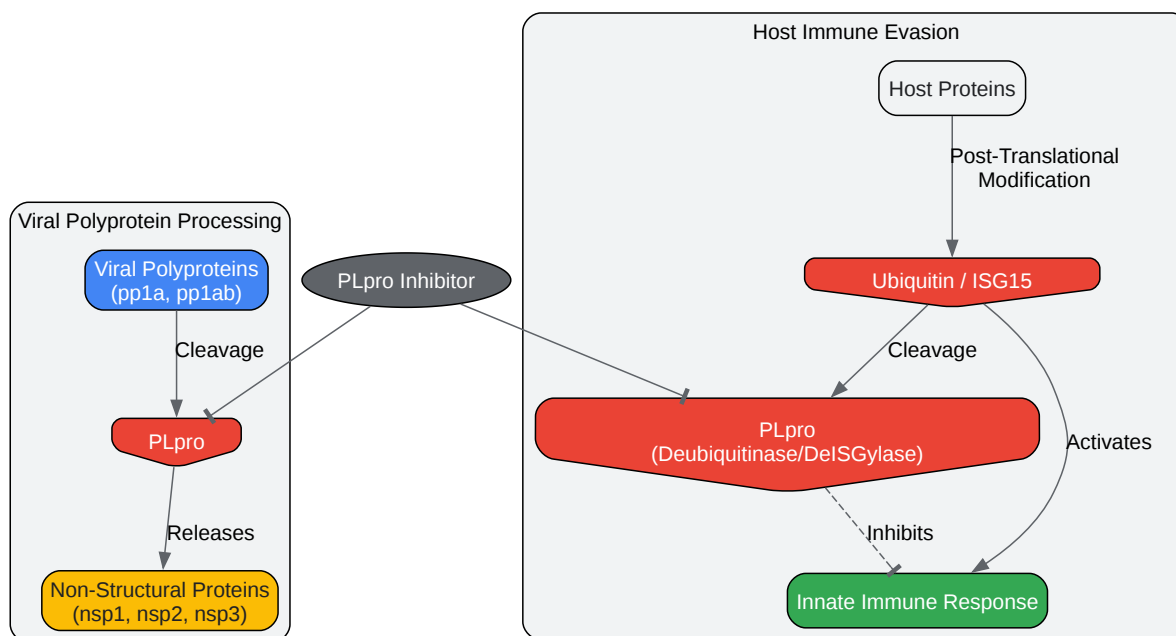 Host Immune Evasion
Host Proteins
Post-Translational
Modification
Viral Polyprotein Processing
Viral Polyproteins
(pp1a, pp1ab)
PLpro Inhibitor
Ubiquitin / ISG15
Cleavage
Cleavage
PLpro
PLpro
(Deubiquitinase/DeISGylase)
Activates
Releases
Inhibits
Non-Structural Proteins
(nsp1, nsp2, nsp3)
Innate Immune Response